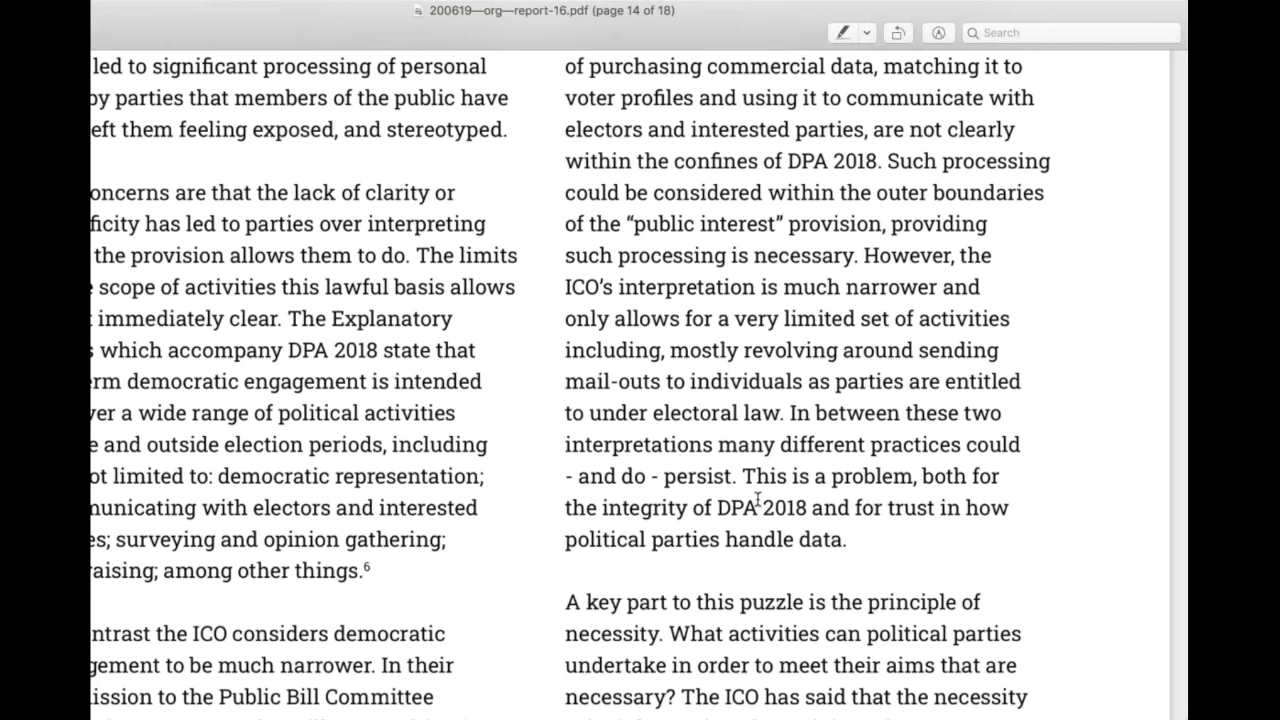 200619—org—report-16.pdf (page 14 of 18)
Search
led to significant processing of personal
by parties that members of the public have
left them feeling exposed, and stereotyped.
concerns are that the lack of clarity or
ficity has led to parties over interpreting
the provision allows them to do. The limits
scope of activities this lawful basis allows
immediately clear. The Explanatory
which accompany DPA 2018 state that
erm democratic engagement is intended
ver a wide range of political activities
e and outside election periods, including
ot limited to: democratic representation;
municating with electors and interested
es; surveying and opinion gathering;
raising; among other things.6
ntrast the ICO considers democratic
gement to be much narrower. In their
ission to the Public Bill Committee
of purchasing commercial data, matching it to
voter profiles and using it to communicate with
electors and interested parties, are not clearly
within the confines of DPA 2018. Such processing
could be considered within the outer boundaries
of the “public interest” provision, providing
such processing is necessary. However, the
ICO’s interpretation is much narrower and
only allows for a very limited set of activities
including, mostly revolving around sending
mail-outs to individuals as parties are entitled
to under electoral law. In between these two
interpretations many different practices could
- and do - persist. This is a problem, both for
the integrity of DPA 2018 and for trust in how
political parties handle data.
A key part to this puzzle is the principle of
necessity. What activities can political parties
undertake in order to meet their aims that are
necessary? The ICO has said that the necessity